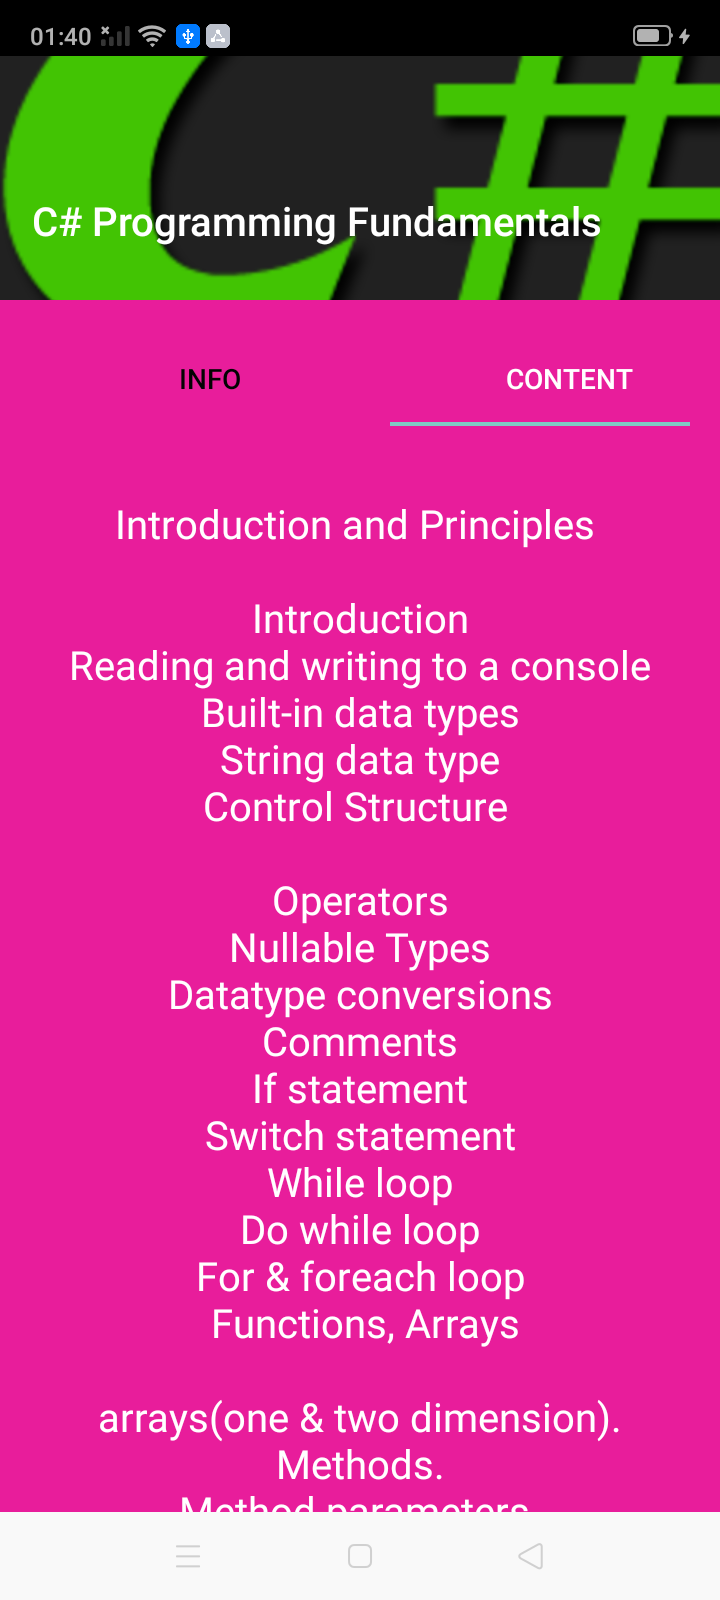 01:40
C#
C# Programming Fundamentals
INFO
CONTENT
Introduction and Principles
Introduction
Reading and writing to a console
Built-in data types
String data type
Control Structure
Operators
Nullable Types
Datatype conversions
Comments
If statement
Switch statement
While loop
Do while loop
For & foreach loop
Functions, Arrays
arrays(one & two dimension).
Methods.
Method parameters